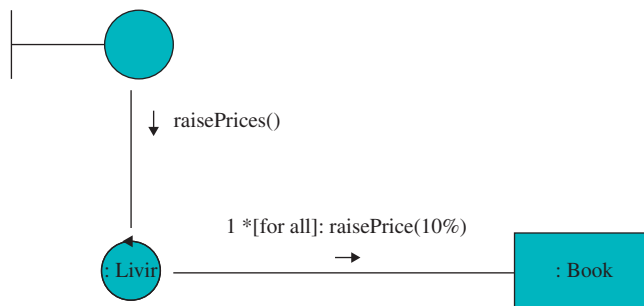 raisePrices()
1 *[for all]: raisePrice(10%)
: Livir
: Book